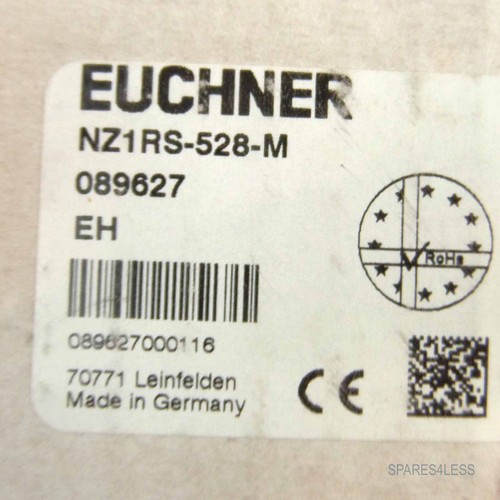 EUCHNER
NZ1RS-528-M
089627
EH
RoHs
089627000116
70771 Leinfelden
Made in Germany
CE
SPARES4LESS